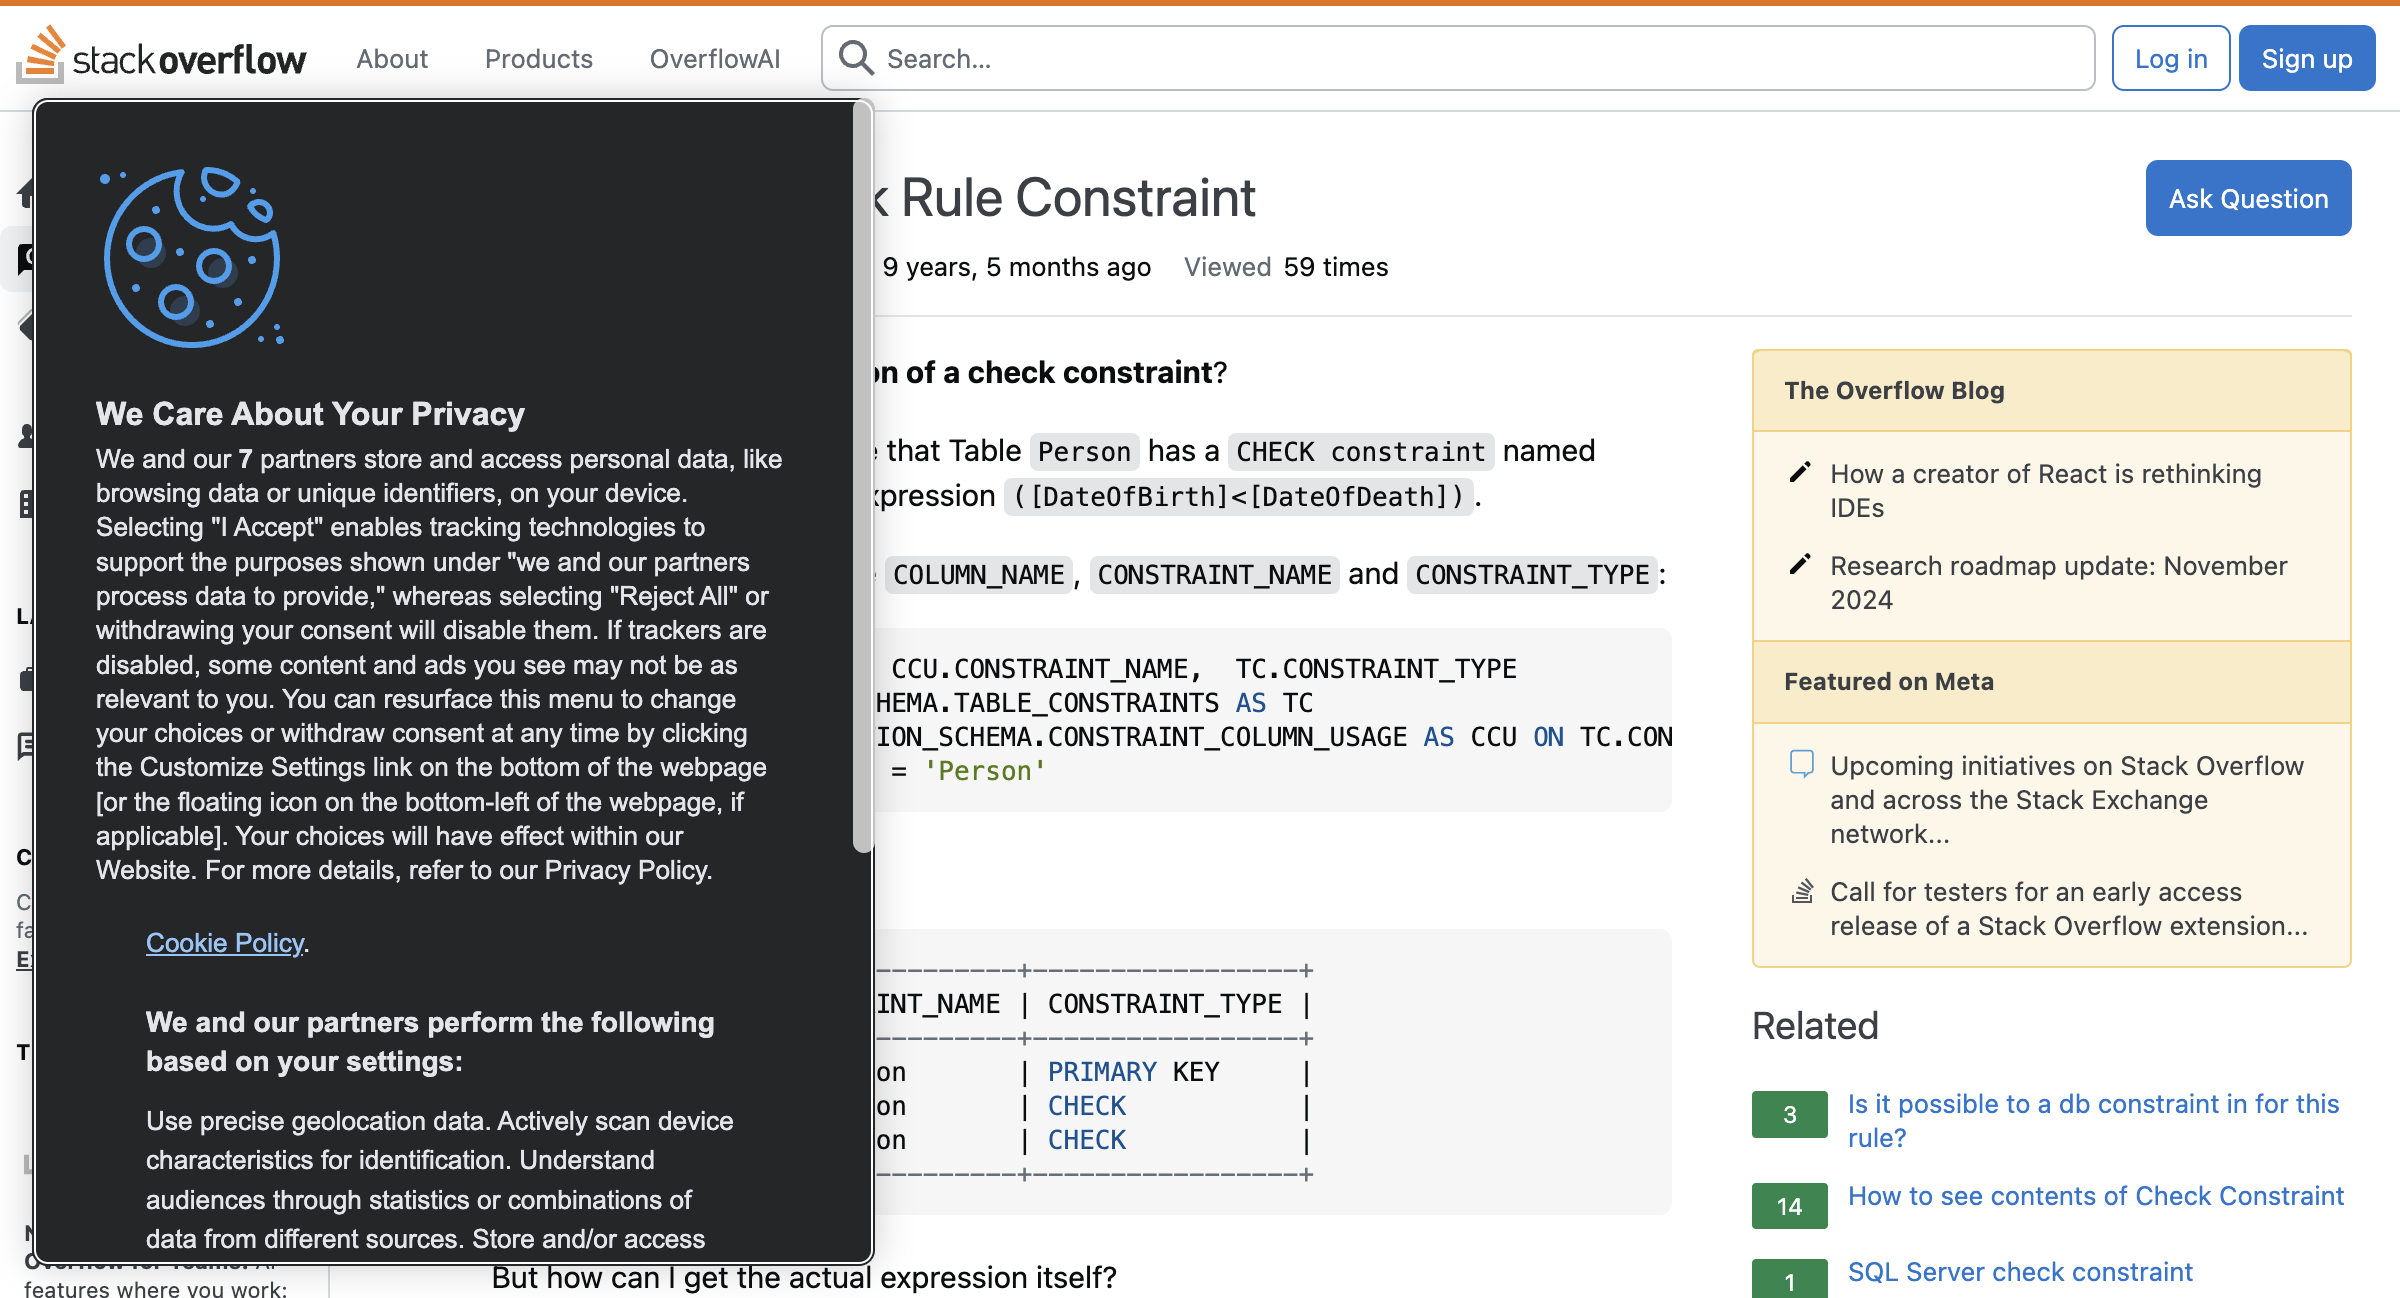 stackoverflow
About
Products
OverflowAI
Search...
Log in
Sign up
We Care About Your Privacy
We and our 7 partners store and access personal data, like
browsing data or unique identifiers, on your device.
Selecting "I Accept" enables tracking technologies to
support the purposes shown under "we and our partners
process data to provide," whereas selecting "Reject All" or
withdrawing your consent will disable them. If trackers are
disabled, some content and ads you see may not be as
relevant to you. You can resurface this menu to change
your choices or withdraw consent at any time by clicking
the Customize Settings link on the bottom of the webpage
[or the floating icon on the bottom-left of the webpage, if
applicable]. Your choices will have effect within our
Website. For more details, refer to our Privacy Policy.
Cookie Policy.
We and our partners perform the following
based on your settings:
Use precise geolocation data. Actively scan device
characteristics for identification. Understand
audiences through statistics or combinations of
data from different sources. Store and/or access
features where you work:
Rule Constraint
Ask Question
9 years, 5 months ago
Viewed 59 times
of a check constraint?
that Table Person has a CHECK constraint named
([DateOfBirth]<[DateOfDeath]).
COLUMN_NAME, CONSTRAINT_NAME and CONSTRAINT_TYPE:
CCU.CONSTRAINT_NAME, TC.CONSTRAINT_TYPE
HEMA.TABLE_CONSTRAINTS AS TC
ION_SCHEMA.CONSTRAINT_COLUMN_USAGE AS CCU ON TC.CON
= 'Person'
---------+-----------------+
INT_NAME | CONSTRAINT_TYPE |
---------+-----------------+
on | PRIMARY KEY |
on | CHECK |
on | CHECK |
---------+-----------------+
But how can I get the actual expression itself?
The Overflow Blog
How a creator of React is rethinking
IDEs
Research roadmap update: November
2024
Featured on Meta
Upcoming initiatives on Stack Overflow
and across the Stack Exchange
network...
Call for testers for an early access
release of a Stack Overflow extension...
Related
3
Is it possible to a db constraint in for this
rule?
14
How to see contents of Check Constraint
1
SQL Server check constraint